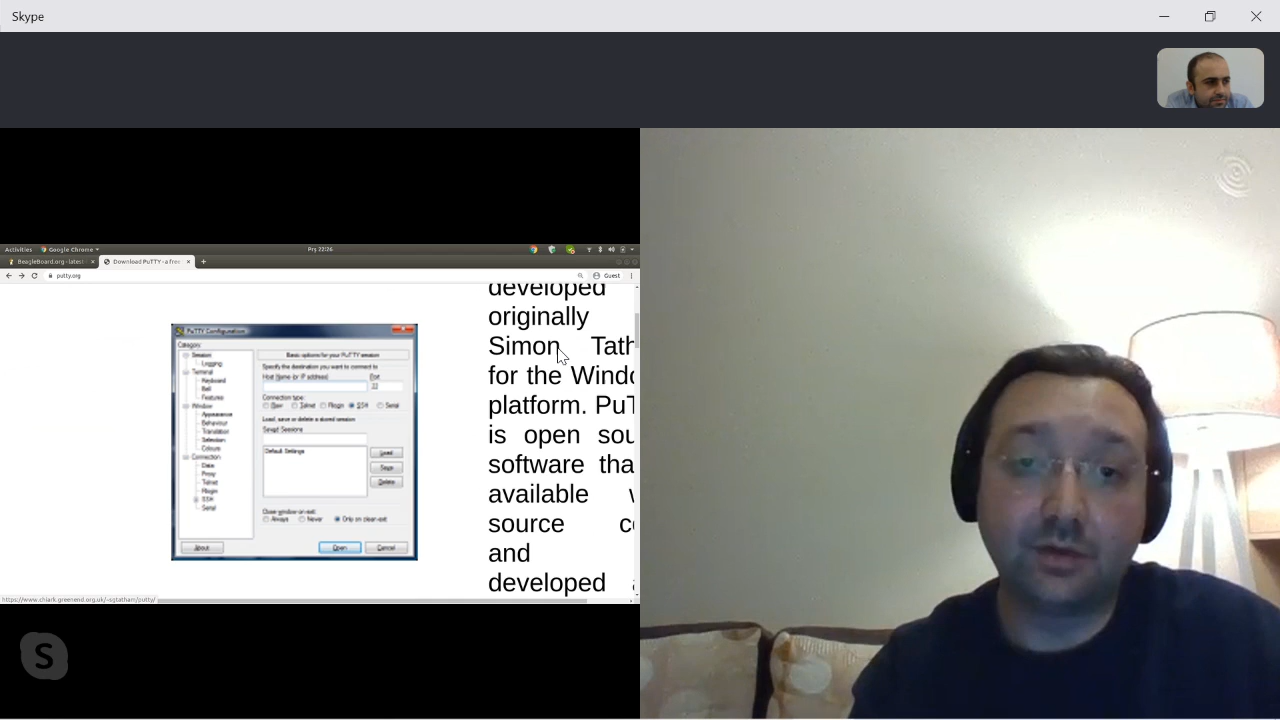 Skype
Activities
Google Chrome
Prş 22:26
BeagleBoard.org - latest
Download PuTTY - a free
putty.org
Guest
developed
originally
Simon Tath
for the Windo
platform. PuT
is open sou
software tha
available w
source co
and
developed a
PuTTY Configuration
Category:
Session
Logging
Terminal
Keyboard
Bell
Features
Window
Appearance
Behaviour
Translation
Selection
Colours
Connection
Data
Proxy
Telnet
Rlogin
SSH
Serial
Basic options for your PuTTY session
Specify the destination you want to connect to
Host Name (or IP address) Port
22
Connection type:
Raw Telnet Rlogin SSH Serial
Load, save or delete a stored session
Saved Sessions
Default Settings
Load
Save
Delete
Close window on exit:
Always Never Only on clean exit
About Open Cancel
https://www.chiark.greenend.org.uk/~sgtatham/putty/
S